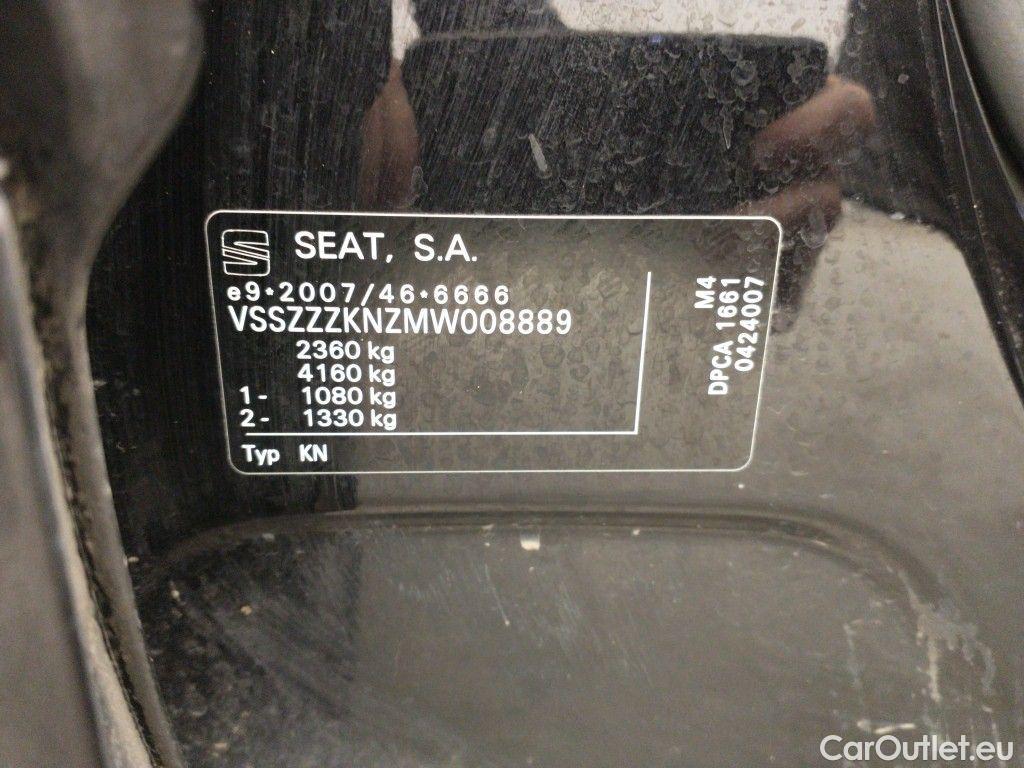 SEAT, S.A.
e9*2007/46*6666
VSSZZZKNZMW008889
2360 kg
4160 kg
1- 1080 kg
2- 1330 kg
Typ KN
M4
DPCA 1661
0424007
CarOutlet.eu